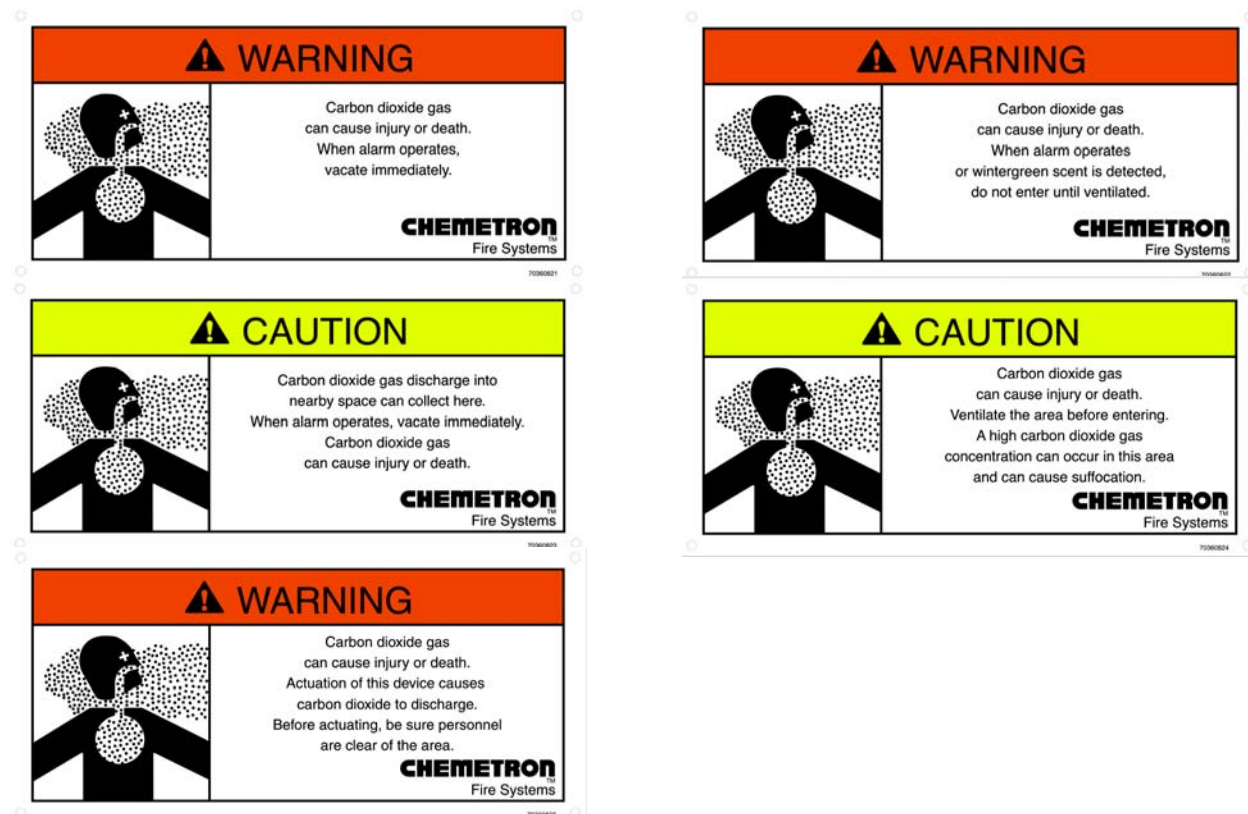 WARNING
Carbon dioxide gas
can cause injury or death.
When alarm operates,
vacate immediately.
CHEMETRON
TM
Fire Systems
70360821
WARNING
Carbon dioxide gas
can cause injury or death.
When alarm operates
or wintergreen scent is detected,
do not enter until ventilated.
CHEMETRON
TM
Fire Systems
CAUTION
Carbon dioxide gas discharge into
nearby space can collect here.
When alarm operates, vacate immediately.
Carbon dioxide gas
can cause injury or death.
CHEMETRON
TM
Fire Systems
CAUTION
Carbon dioxide gas
can cause injury or death.
Ventilate the area before entering.
A high carbon dioxide gas
concentration can occur in this area
and can cause suffocation.
CHEMETRON
TM
Fire Systems
70360824
WARNING
Carbon dioxide gas
can cause injury or death.
Actuation of this device causes
carbon dioxide to discharge.
Before actuating, be sure personnel
are clear of the area.
CHEMETRON
TM
Fire Systems